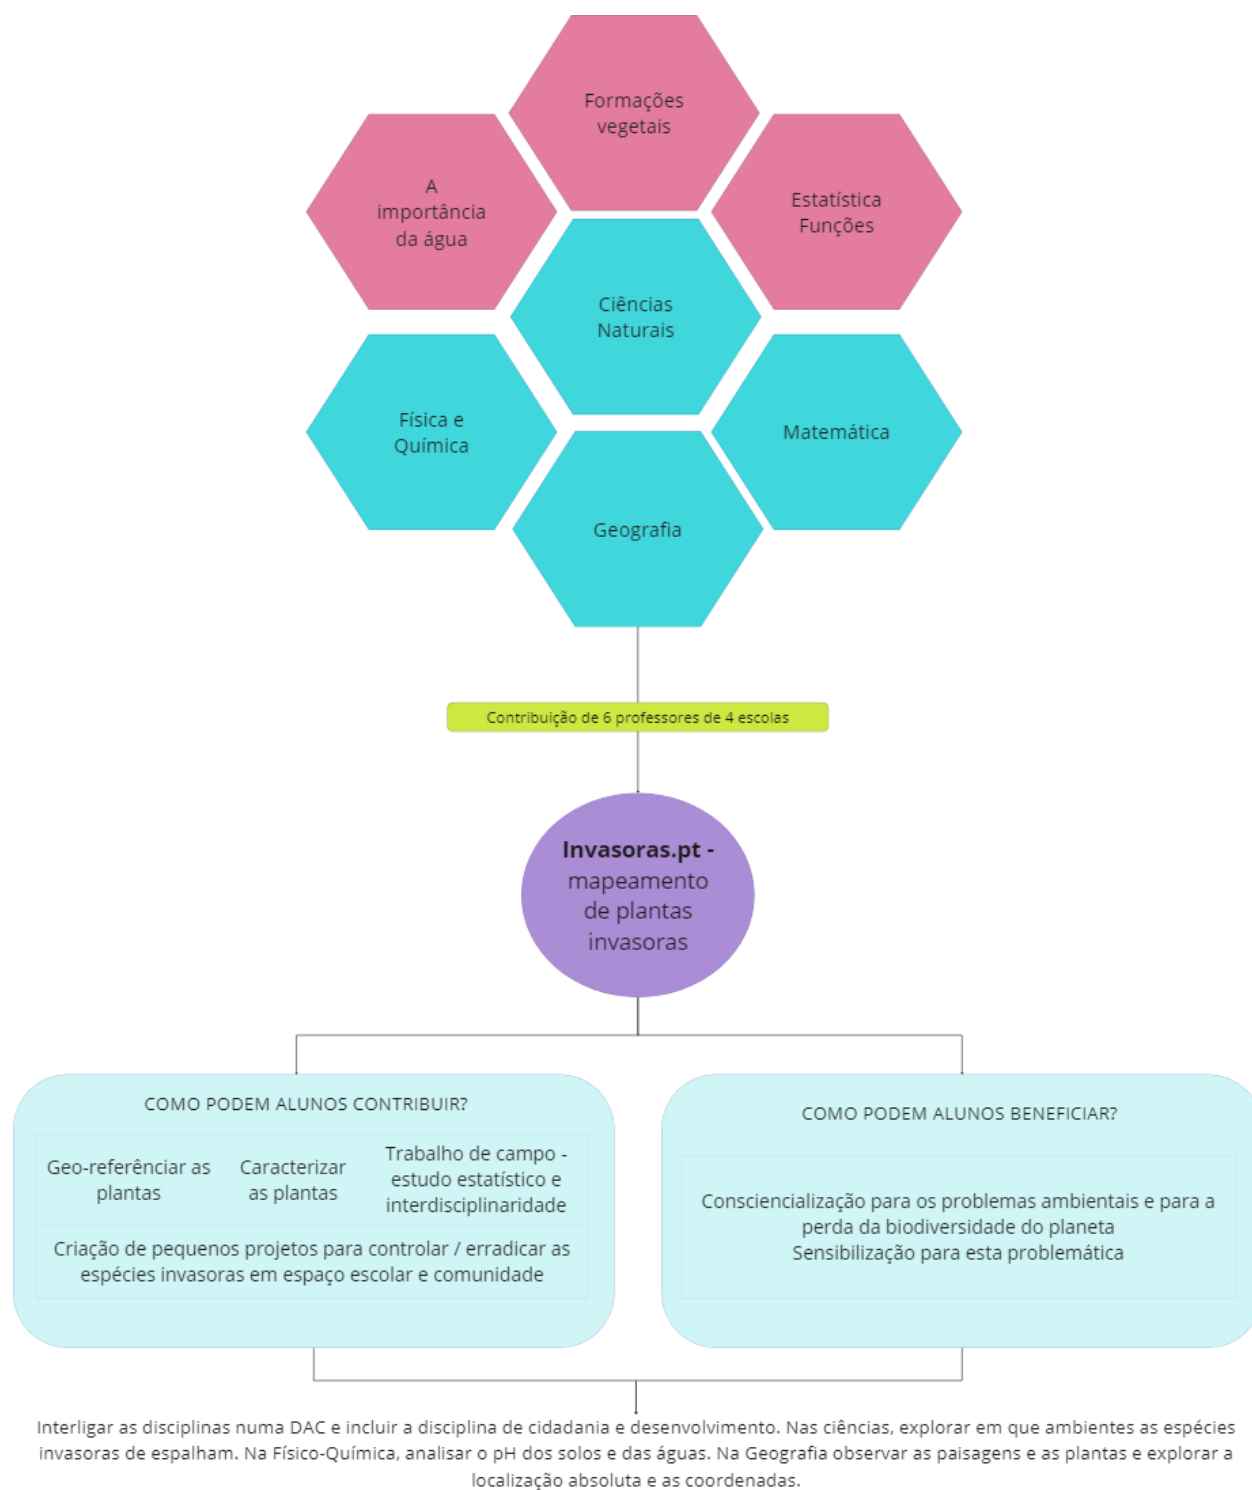 Formações
vegetais
A
importância
da água
Estatística
Funções
Ciências
Naturais
Física e
Química
Matemática
Geografia
Contribuição de 6 professores de 4 escolas
Invasoras.pt -
mapeamento
de plantas
invasoras
COMO PODEM ALUNOS CONTRIBUIR?
Geo-referênciar as
plantas
Caracterizar
as plantas
Trabalho de campo -
estudo estatístico e
interdisciplinaridade
Criação de pequenos projetos para controlar / erradicar as
espécies invasoras em espaço escolar e comunidade
COMO PODEM ALUNOS BENEFICIAR?
Consciencialização para os problemas ambientais e para a
perda da biodiversidade do planeta
Sensibilização para esta problemática
Interligar as disciplinas numa DAC e incluir a disciplina de cidadania e desenvolvimento. Nas ciências, explorar em que ambientes as espécies
invasoras de espalham. Na Físico-Química, analisar o pH dos solos e das águas. Na Geografia observar as paisagens e as plantas e explorar a
localização absoluta e as coordenadas.